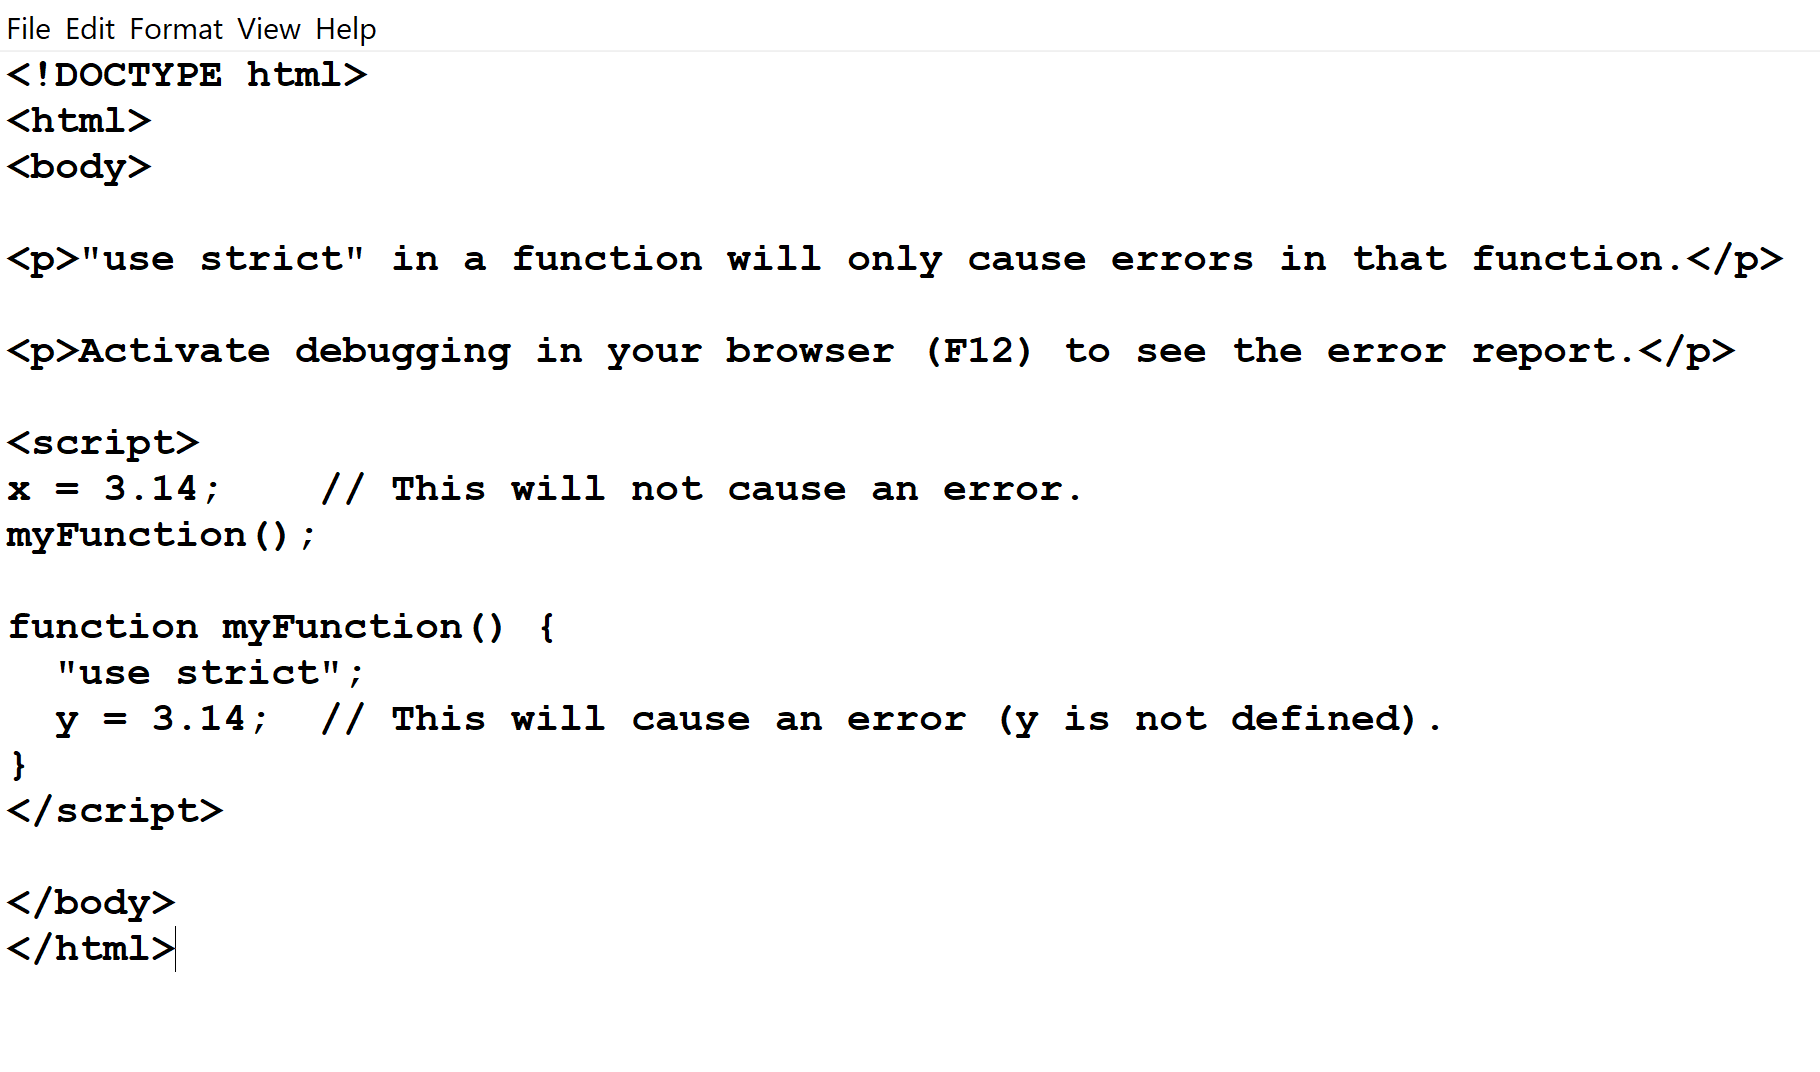 File Edit Format View Help
<!DOCTYPE html>
<html>
<body>

<p>"use strict" in a function will only cause errors in that function.</p>

<p>Activate debugging in your browser (F12) to see the error report.</p>

<script>
x = 3.14;    // This will not cause an error.
myFunction();

function myFunction() {
  "use strict";
  y = 3.14;  // This will cause an error (y is not defined).
}
</script>

</body>
</html>